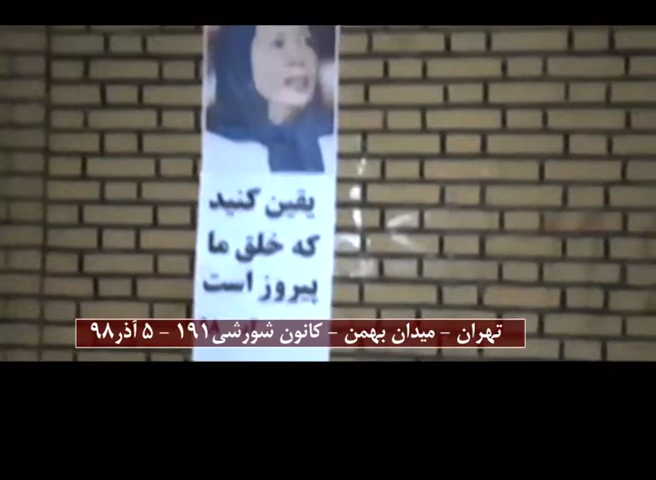 یقین کنید
که خلق ما
پیروز است
تهران - میدان بهمن - کانون شورشی۱۹۱ - ۵ آذر۹۸